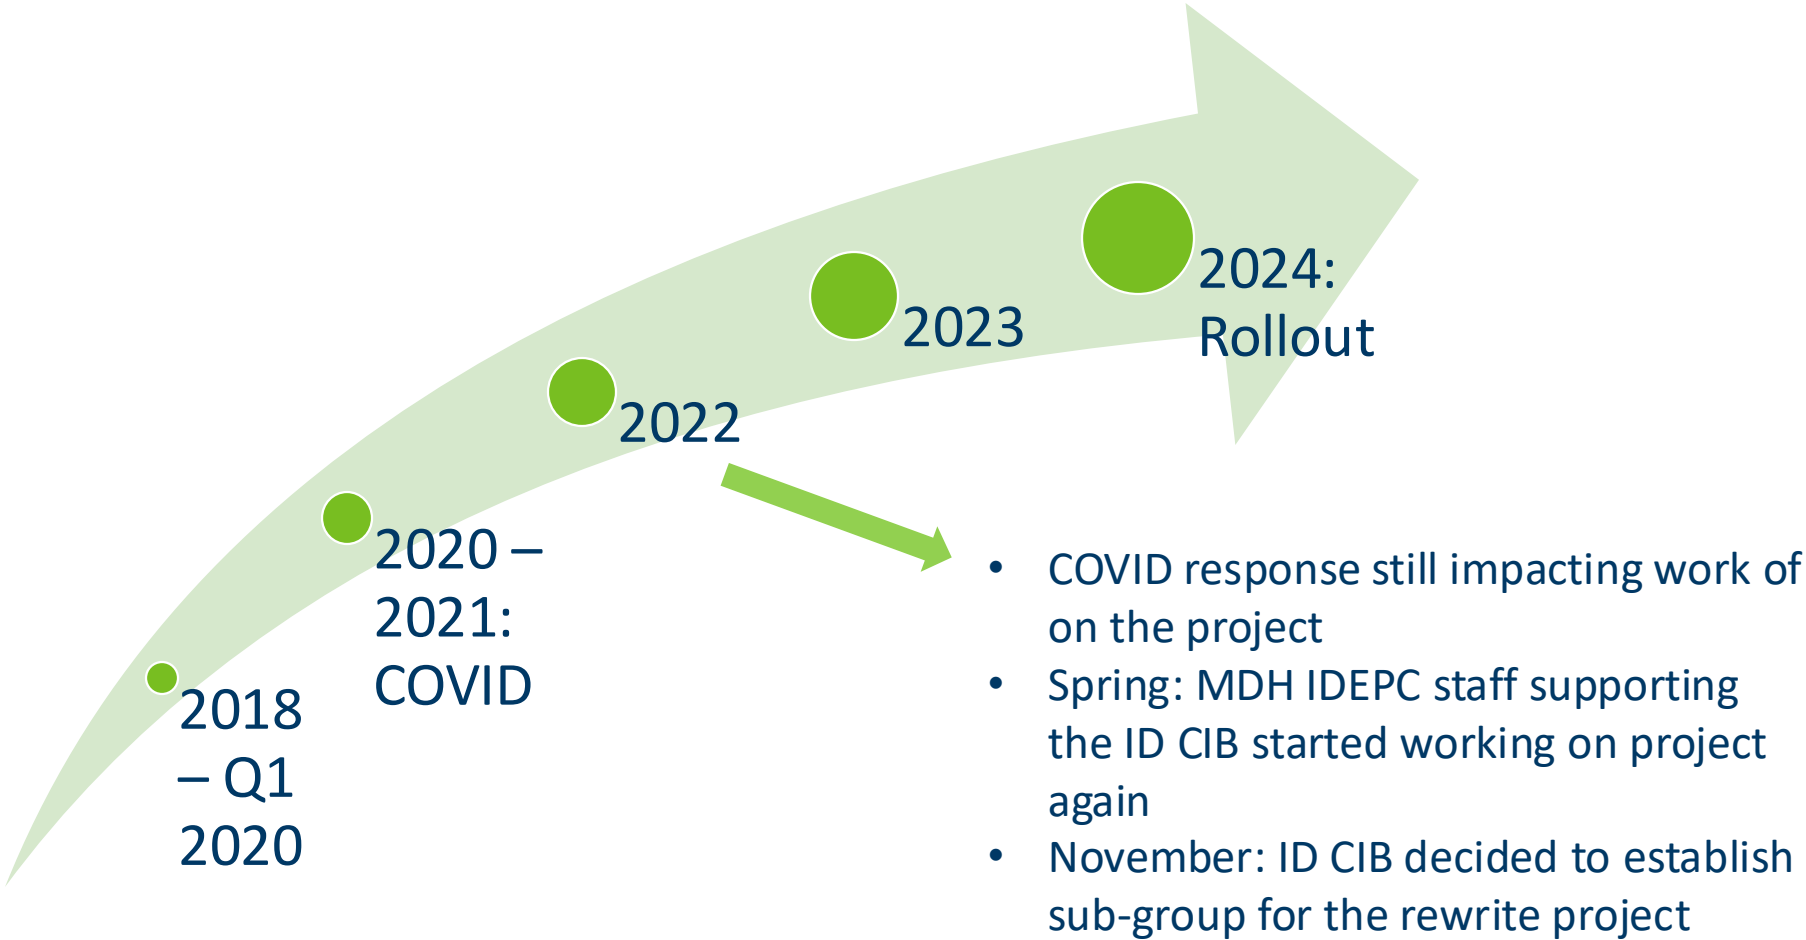 2018
– Q1
2020
2020 –
2021:
COVID
2022
2023
2024:
Rollout
• COVID response still impacting work of
on the project
• Spring: MDH IDEPC staff supporting
the ID CIB started working on project
again
• November: ID CIB decided to establish
sub-group for the rewrite project